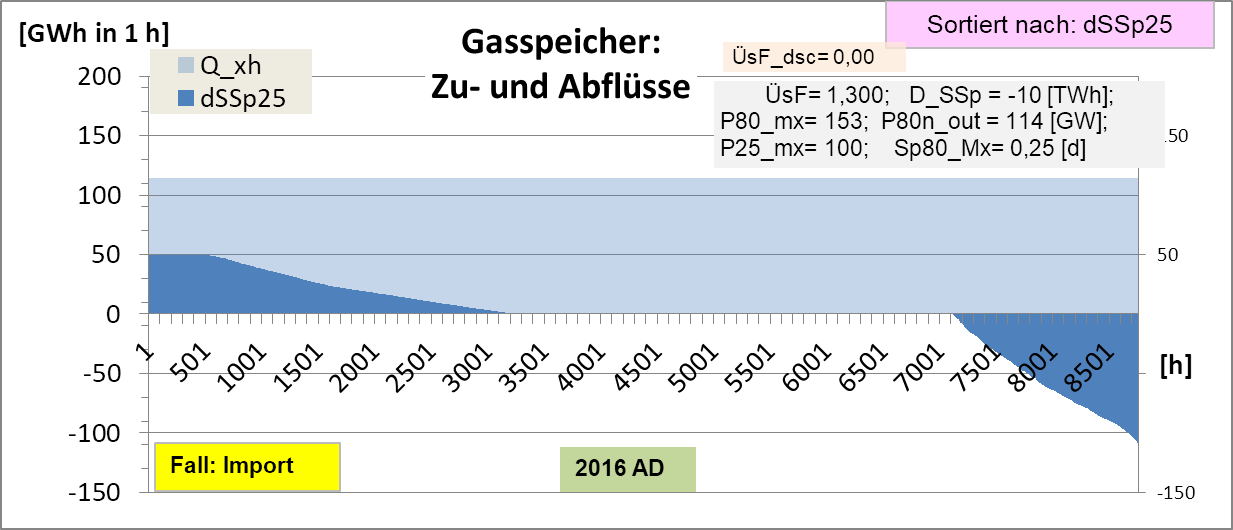 [GWh in 1 h]
Gasspeicher:
Zu- und Abflüsse
Sortiert nach: dSSp25
ÜsF_dsc= 0,00
Q_xh
dSSp25
ÜsF= 1,300; D_SSp = -10 [TWh];
P80_mx= 153; P80n_out = 114 [GW];
P25_mx= 100; Sp80_Mx= 0,25 [d]
200
150
100
50
0
-50
-100
-150
50
-150
1
501
1001
1501
2001
2501
3001
3501
4001
4501
5001
5501
6001
6501
7001
7501
8001
8501
[h]
Fall: Import
2016 AD